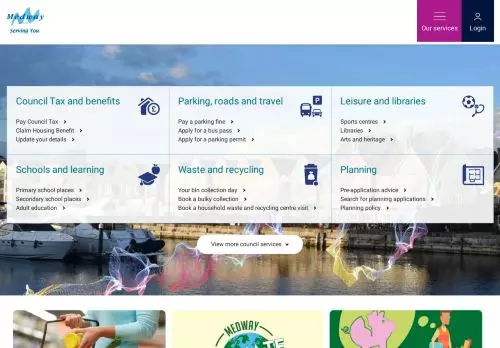 Medway
Serving You
Our services
Login
Council Tax and benefits
Pay Council Tax
Claim Housing Benefit
Update your details
Parking, roads and travel
Pay a parking fine
Apply for a bus pass
Apply for a parking permit
Leisure and libraries
Sports centres
Libraries
Arts and heritage
Schools and learning
Primary school places
Secondary school places
Adult education
Waste and recycling
Your bin collection day
Book a bulky collection
Book a household waste and recycling centre visit
Planning
Pre-application advice
Search for planning applications
Planning policy
View more council services
MEDWAY